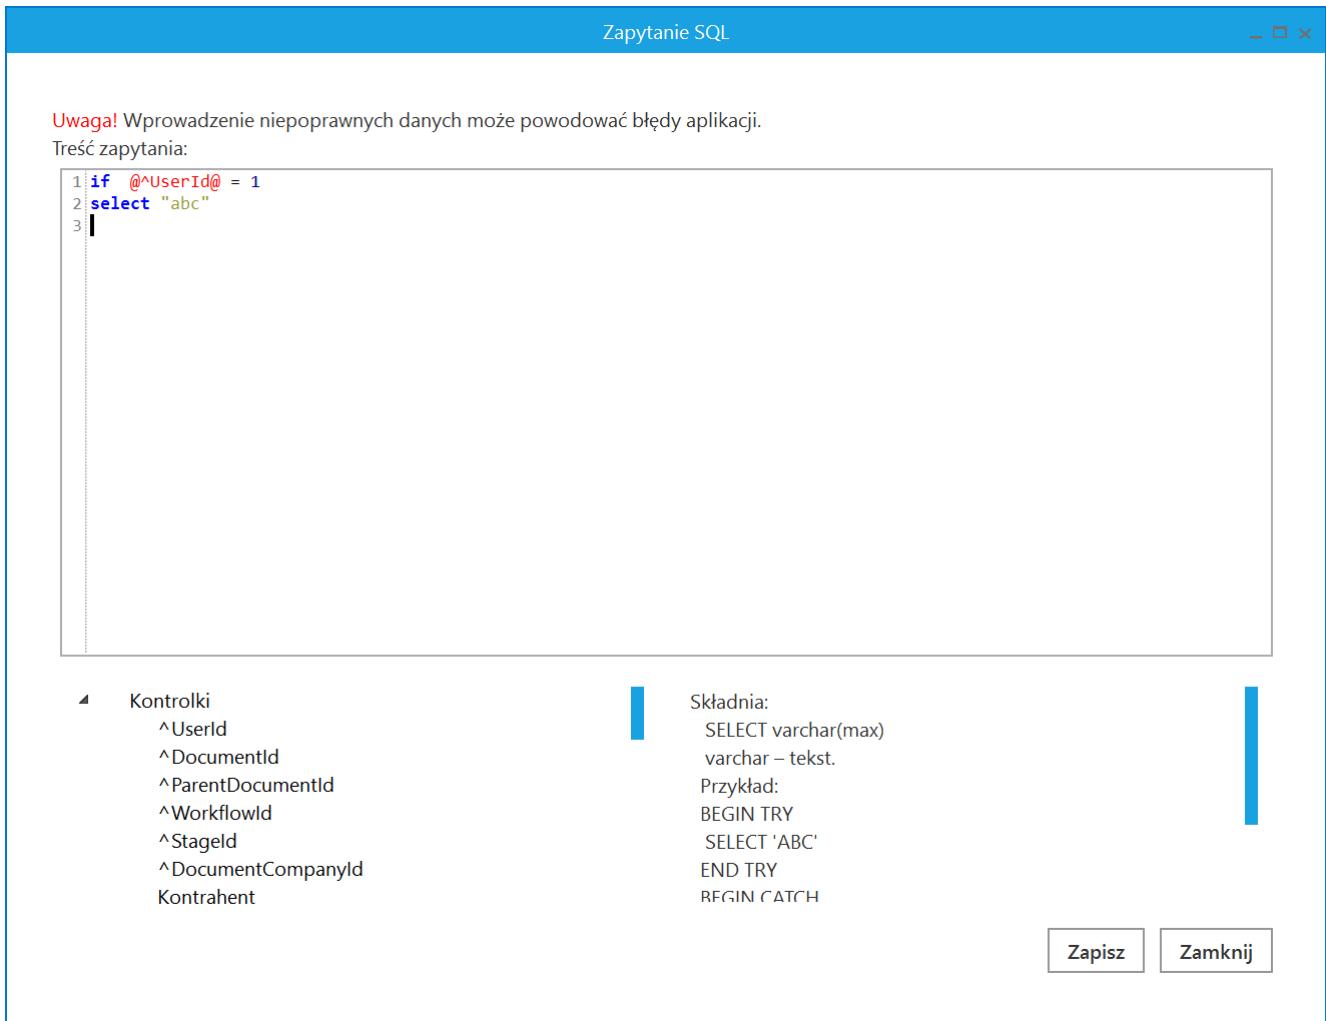 Zapytanie SQL
Uwaga! Wprowadzenie niepoprawnych danych może powodować błędy aplikacji.
Treść zapytania:
1 if  @^UserId@ = 1
2 select "abc"
3
Kontrolki
^UserId
^DocumentId
^ParentDocumentId
^WorkflowId
^StageId
^DocumentCompanyId
Kontrahent
Składnia:
SELECT varchar(max)
varchar – tekst.
Przykład:
BEGIN TRY
SELECT 'ABC'
END TRY
BEGIN CATCH
Zapisz
Zamknij